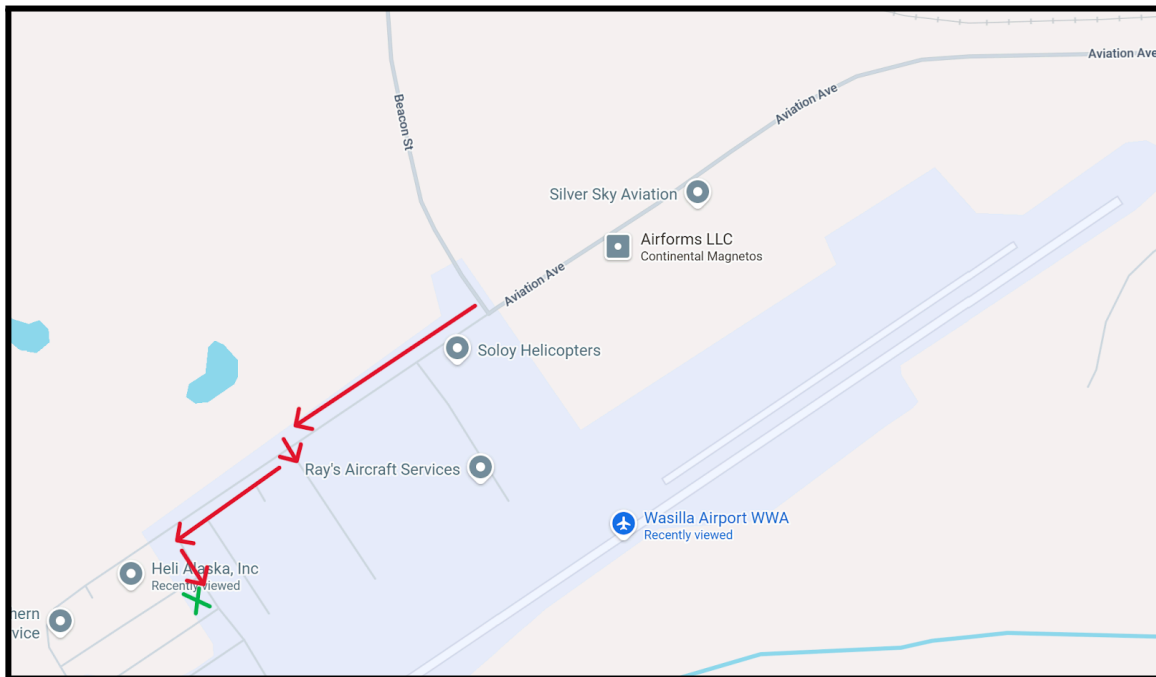 Aviation Ave
Beacon St
Aviation Ave
Silver Sky Aviation
Airforms LLC
Continental Magnetos
Aviation Ave
Soloy Helicopters
Ray's Aircraft Services
Wasilla Airport WWA
Recently viewed
Heli Alaska, Inc
Recently viewed
hern
vice